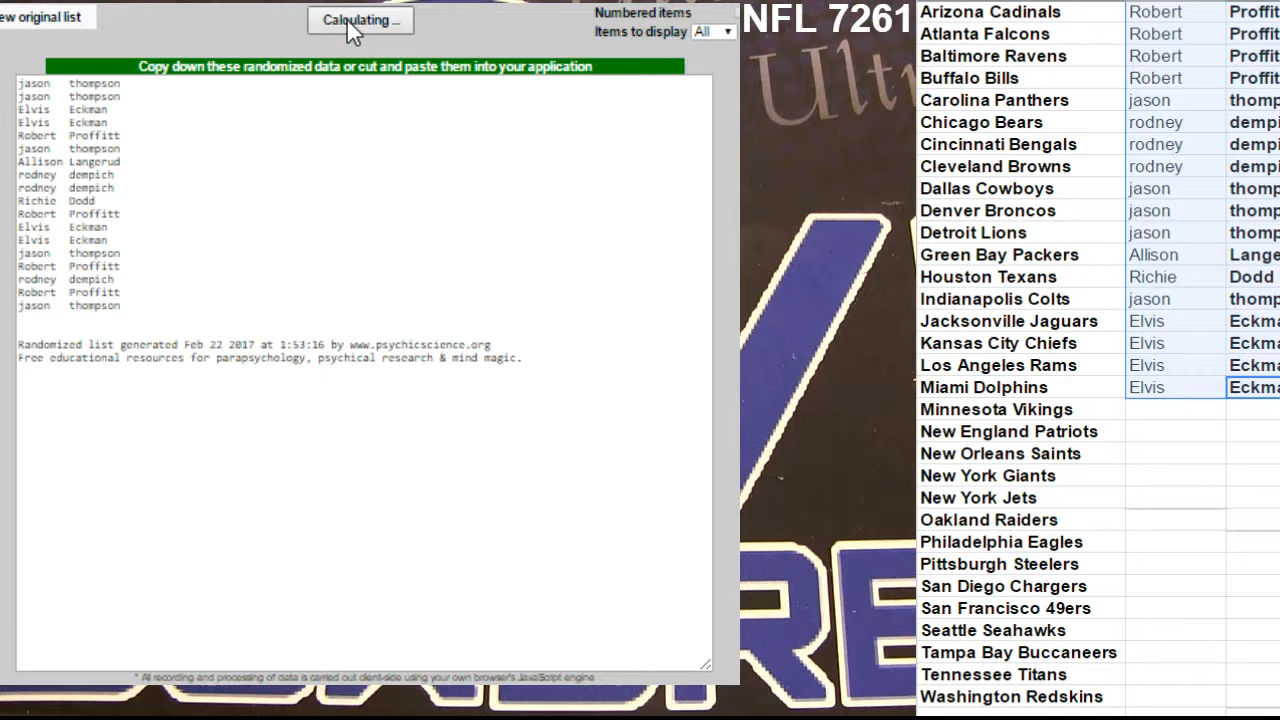 ew original list
Calculating ...
Numbered items
Items to display All
Copy down these randomized data or cut and paste them into your application
jason thompson
jason thompson
Elvis Eckman
Elvis Eckman
Robert Proffitt
jason thompson
Allison Langerud
rodney dempich
rodney dempich
Richie Dodd
Robert Proffitt
Elvis Eckman
Elvis Eckman
jason thompson
Robert Proffitt
rodney dempich
Robert Proffitt
jason thompson
Randomized list generated Feb 22 2017 at 1:53:16 by www.psychicscience.org
Free educational resources for parapsychology, psychical research & mind magic.
* All recording and processing of data is carried out client-side using your own browser's JavaScript engine
NFL 7261
Ult
RE
Arizona Cadinals Robert Proffit
Atlanta Falcons Robert Proffit
Baltimore Ravens Robert Proffit
Buffalo Bills Robert Proffit
Carolina Panthers jason thomp
Chicago Bears rodney dempi
Cincinnati Bengals rodney dempi
Cleveland Browns rodney dempi
Dallas Cowboys jason thomp
Denver Broncos jason thomp
Detroit Lions jason thomp
Green Bay Packers Allison Lange
Houston Texans Richie Dodd
Indianapolis Colts jason thomp
Jacksonville Jaguars Elvis Eckma
Kansas City Chiefs Elvis Eckma
Los Angeles Rams Elvis Eckma
Miami Dolphins Elvis Eckma
Minnesota Vikings
New England Patriots
New Orleans Saints
New York Giants
New York Jets
Oakland Raiders
Philadelphia Eagles
Pittsburgh Steelers
San Diego Chargers
San Francisco 49ers
Seattle Seahawks
Tampa Bay Buccaneers
Tennessee Titans
Washington Redskins